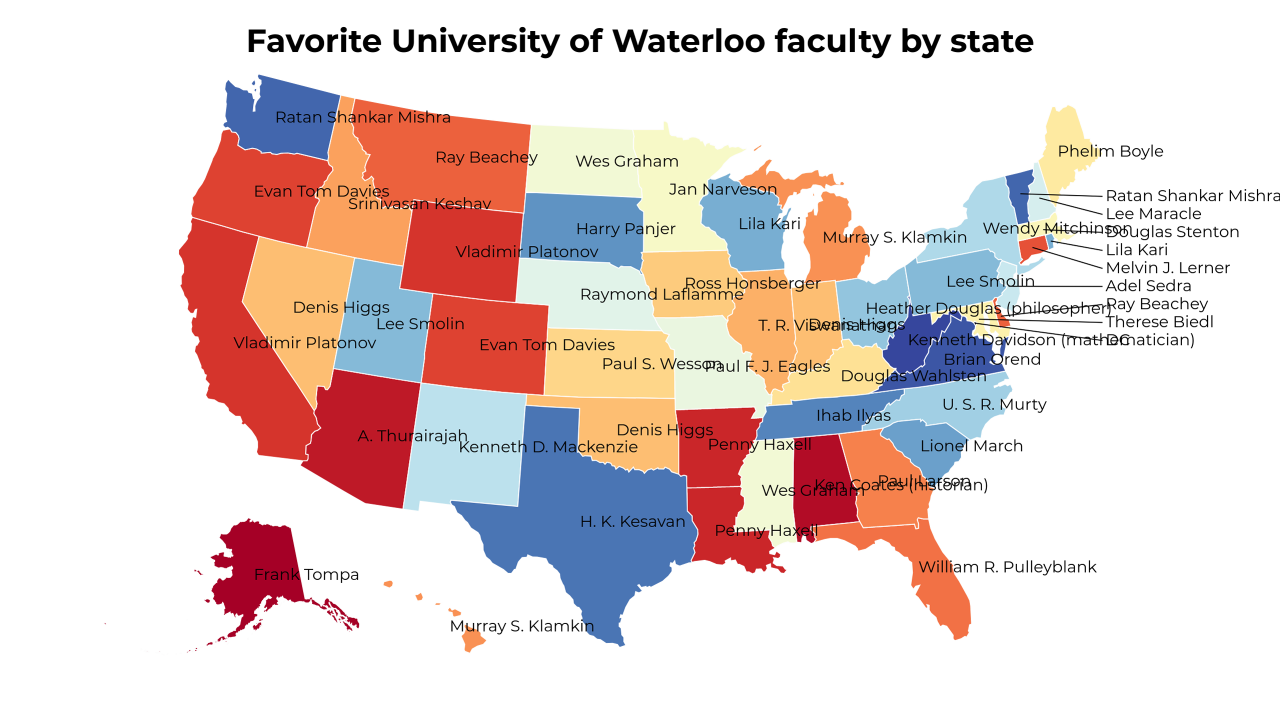 Favorite University of Waterloo faculty by state
Ratan Shankar Mishra
Ray Beachey
Wes Graham
Phelim Boyle
Evan Tom Davies
Srinivasan Keshav
Jan Narveson
Ratan Shankar Mishra
Lee Maracle
Harry Panjer
Lila Kari
Murray S. Klamkin
Wendy Mitchinson
Douglas Stenton
Lila Kari
Vladimir Platonov
Melvin J. Lerner
Ross Honsberger
Lee Smolin
Adel Sedra
Raymond Laflamme
Denis Higgs
Heather Douglas (philosopher)
Ray Beachey
Lee Smolin
T. R. Viswanathan
Denis Higgs
Therese Biedl
Vladimir Platonov
Evan Tom Davies
Kenneth Davidson (mathematician)
Paul S. Wesson
Paul F. J. Eagles
Brian Orend
Douglas Wahlsten
Ihab Ilyas
U. S. R. Murty
A. Thurairajah
Kenneth D. Mackenzie
Denis Higgs
Penny Haxell
Lionel March
Wes Graham
Ken Coates (historian)
Paul Larson
H. K. Kesavan
Penny Haxell
Frank Tompa
William R. Pulleyblank
Murray S. Klamkin